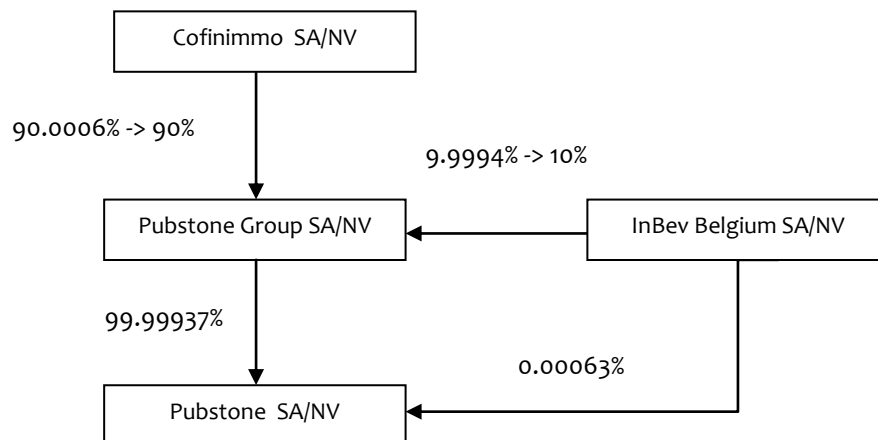 Cofinimmo SA/NV
90.0006% -> 90%
9.9994% -> 10%
Pubstone Group SA/NV
InBev Belgium SA/NV
99.99937%
0.00063%
Pubstone SA/NV